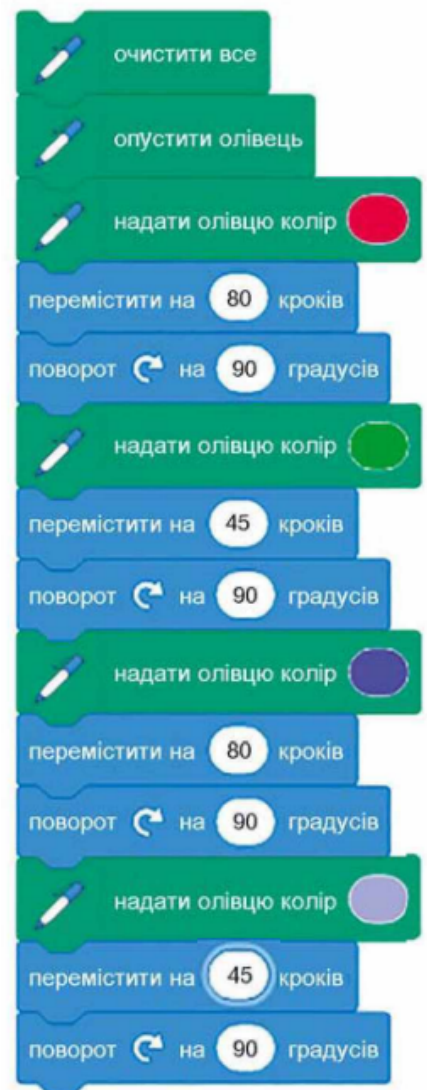 очистити все
опустити олівець
надати олівцю колір
перемістити на 80 кроків
поворот на 90 градусів
надати олівцю колір
перемістити на 45 кроків
поворот на 90 градусів
надати олівцю колір
перемістити на 80 кроків
поворот на 90 градусів
надати олівцю колір
перемістити на 45 кроків
поворот на 90 градусів